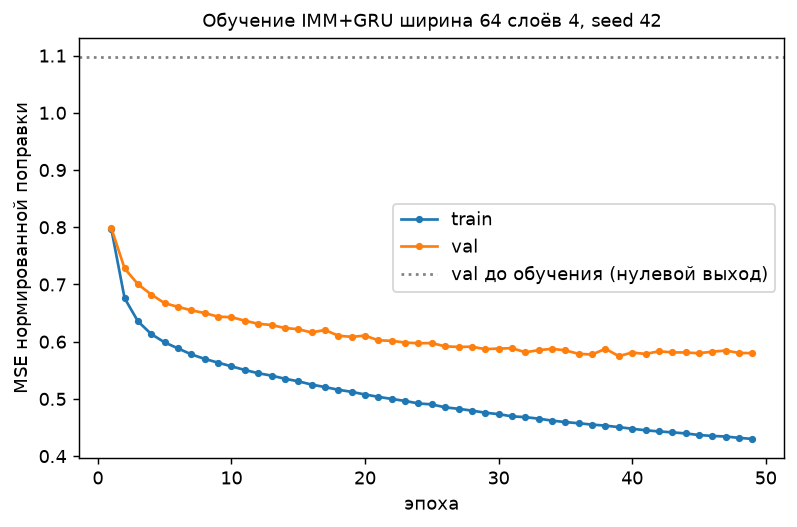 Обучение IMM+GRU ширина 64 слоёв 4, seed 42
MSE нормированной поправки
1.1
1.0
0.9
0.8
0.7
0.6
0.5
0.4
train
val
val до обучения (нулевой выход)
0 10 20 30 40 50
эпоха